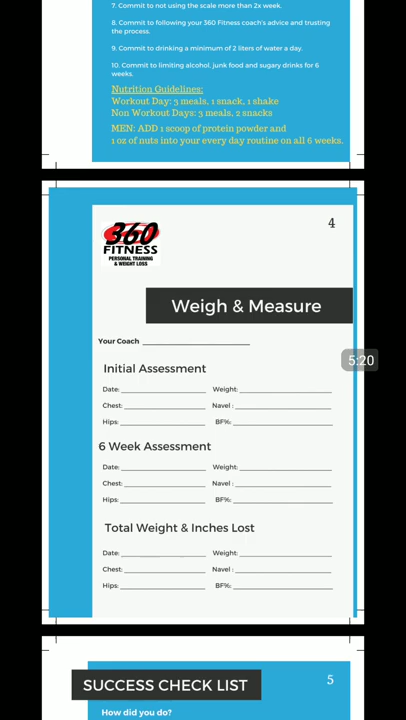 7. Commit to not using the scale more than 2x week.
8. Commit to following your 360 Fitness coach's advice and trusting
the process.
9. Commit to drinking a minimum of 2 liters of water a day.
10. Commit to limiting alcohol, junk food and sugary drinks for 6
weeks.
Nutrition Guidelines:
Workout Day: 3 meals, 1 snack, 1 shake
Non Workout Days: 3 meals, 2 snacks
MEN: ADD 1 scoop of protein powder and
1 oz of nuts into your every day routine on all 6 weeks.
4
360
FITNESS
PERSONAL TRAINING
& WEIGHT LOSS
Weigh & Measure
5:20
Your Coach
Initial Assessment
Date: Weight:
Chest: Navel :
Hips: BF%:
6 Week Assessment
Date: Weight:
Chest: Navel :
Hips: BF%:
Total Weight & Inches Lost
Date: Weight:
Chest: Navel :
Hips: BF%:
5
SUCCESS CHECK LIST
How did you do?